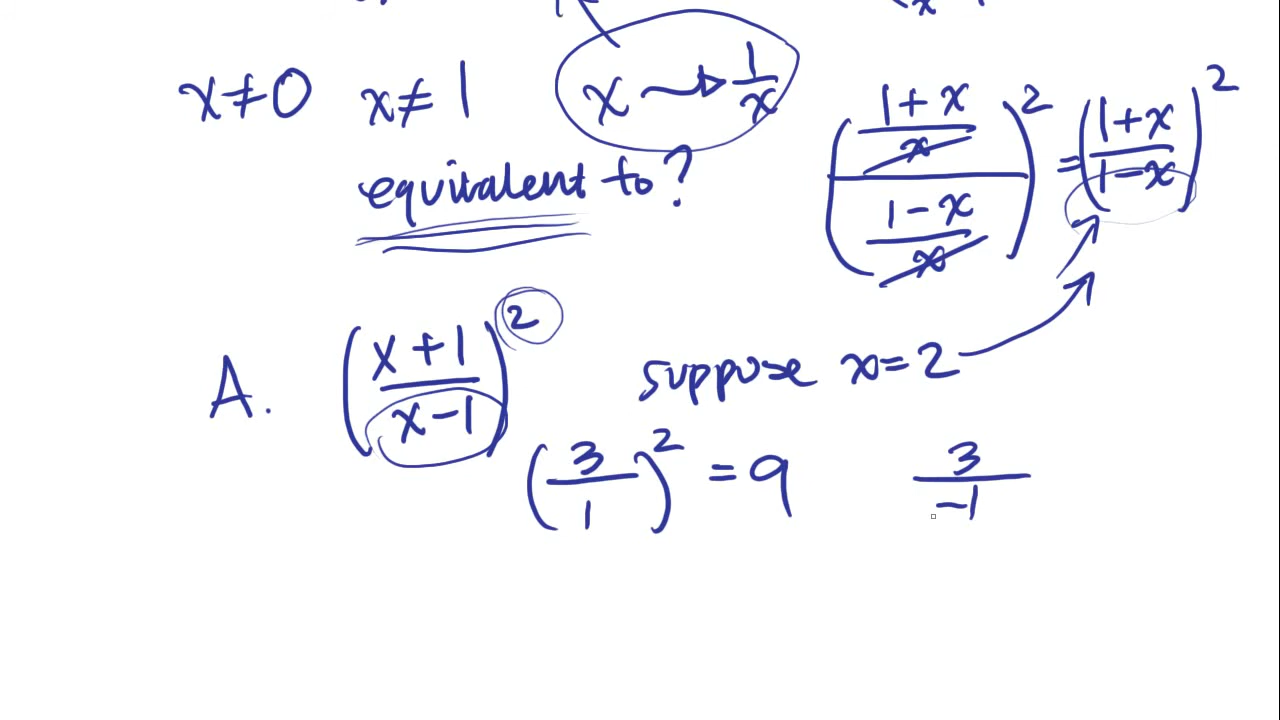 x≠0 x≠1 x → 1/x
((1+x)/x / (1-x)/x)^2 = ((1+x)/(1-x))^2
equivalent to?
A. ((x+1)/(x-1))^2
suppose x=2
(3/1)^2 = 9 3/-1